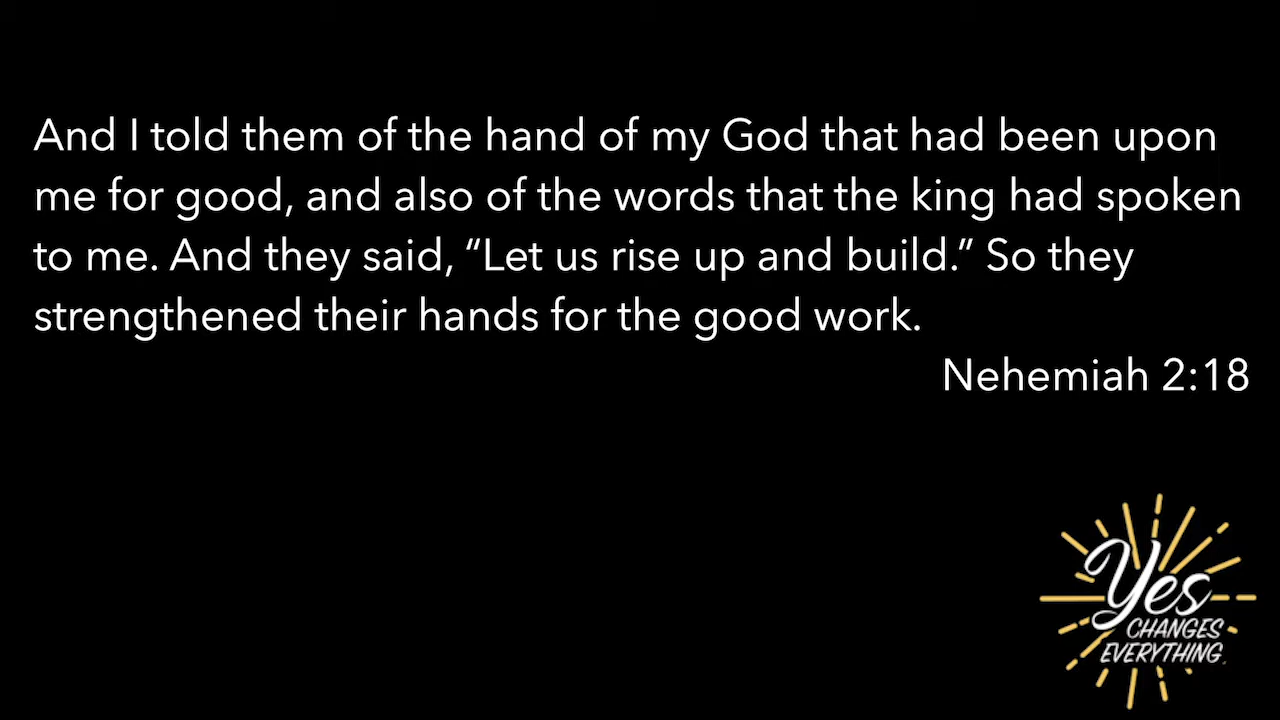 And I told them of the hand of my God that had been upon
me for good, and also of the words that the king had spoken
to me. And they said, “Let us rise up and build.” So they
strengthened their hands for the good work.
Nehemiah 2:18
Yes
CHANGES
EVERYTHING.